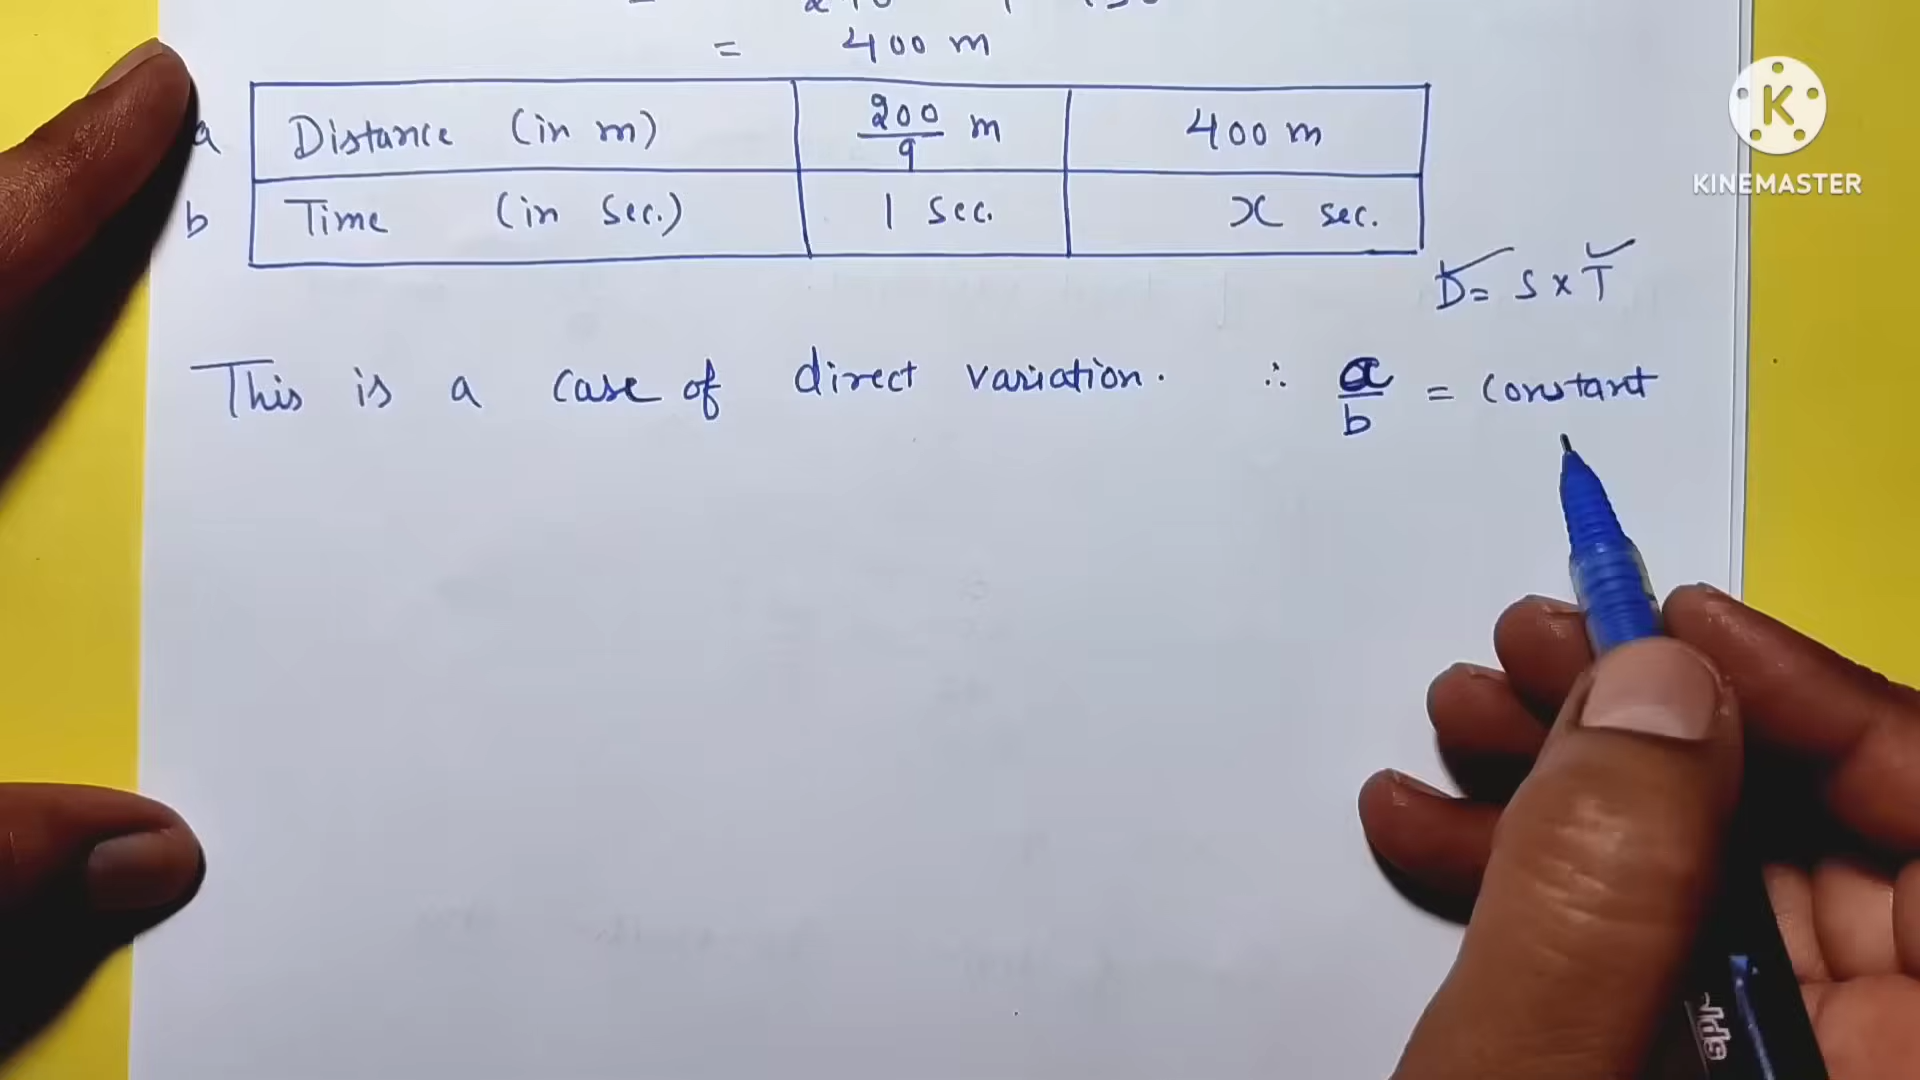 = 400 m
a Distance (in m) 200/9 m 400 m
b Time (in sec.) 1 sec. x sec.
D = S × T
This is a case of direct variation. ∴ a/b = constant
K
KINEMASTER